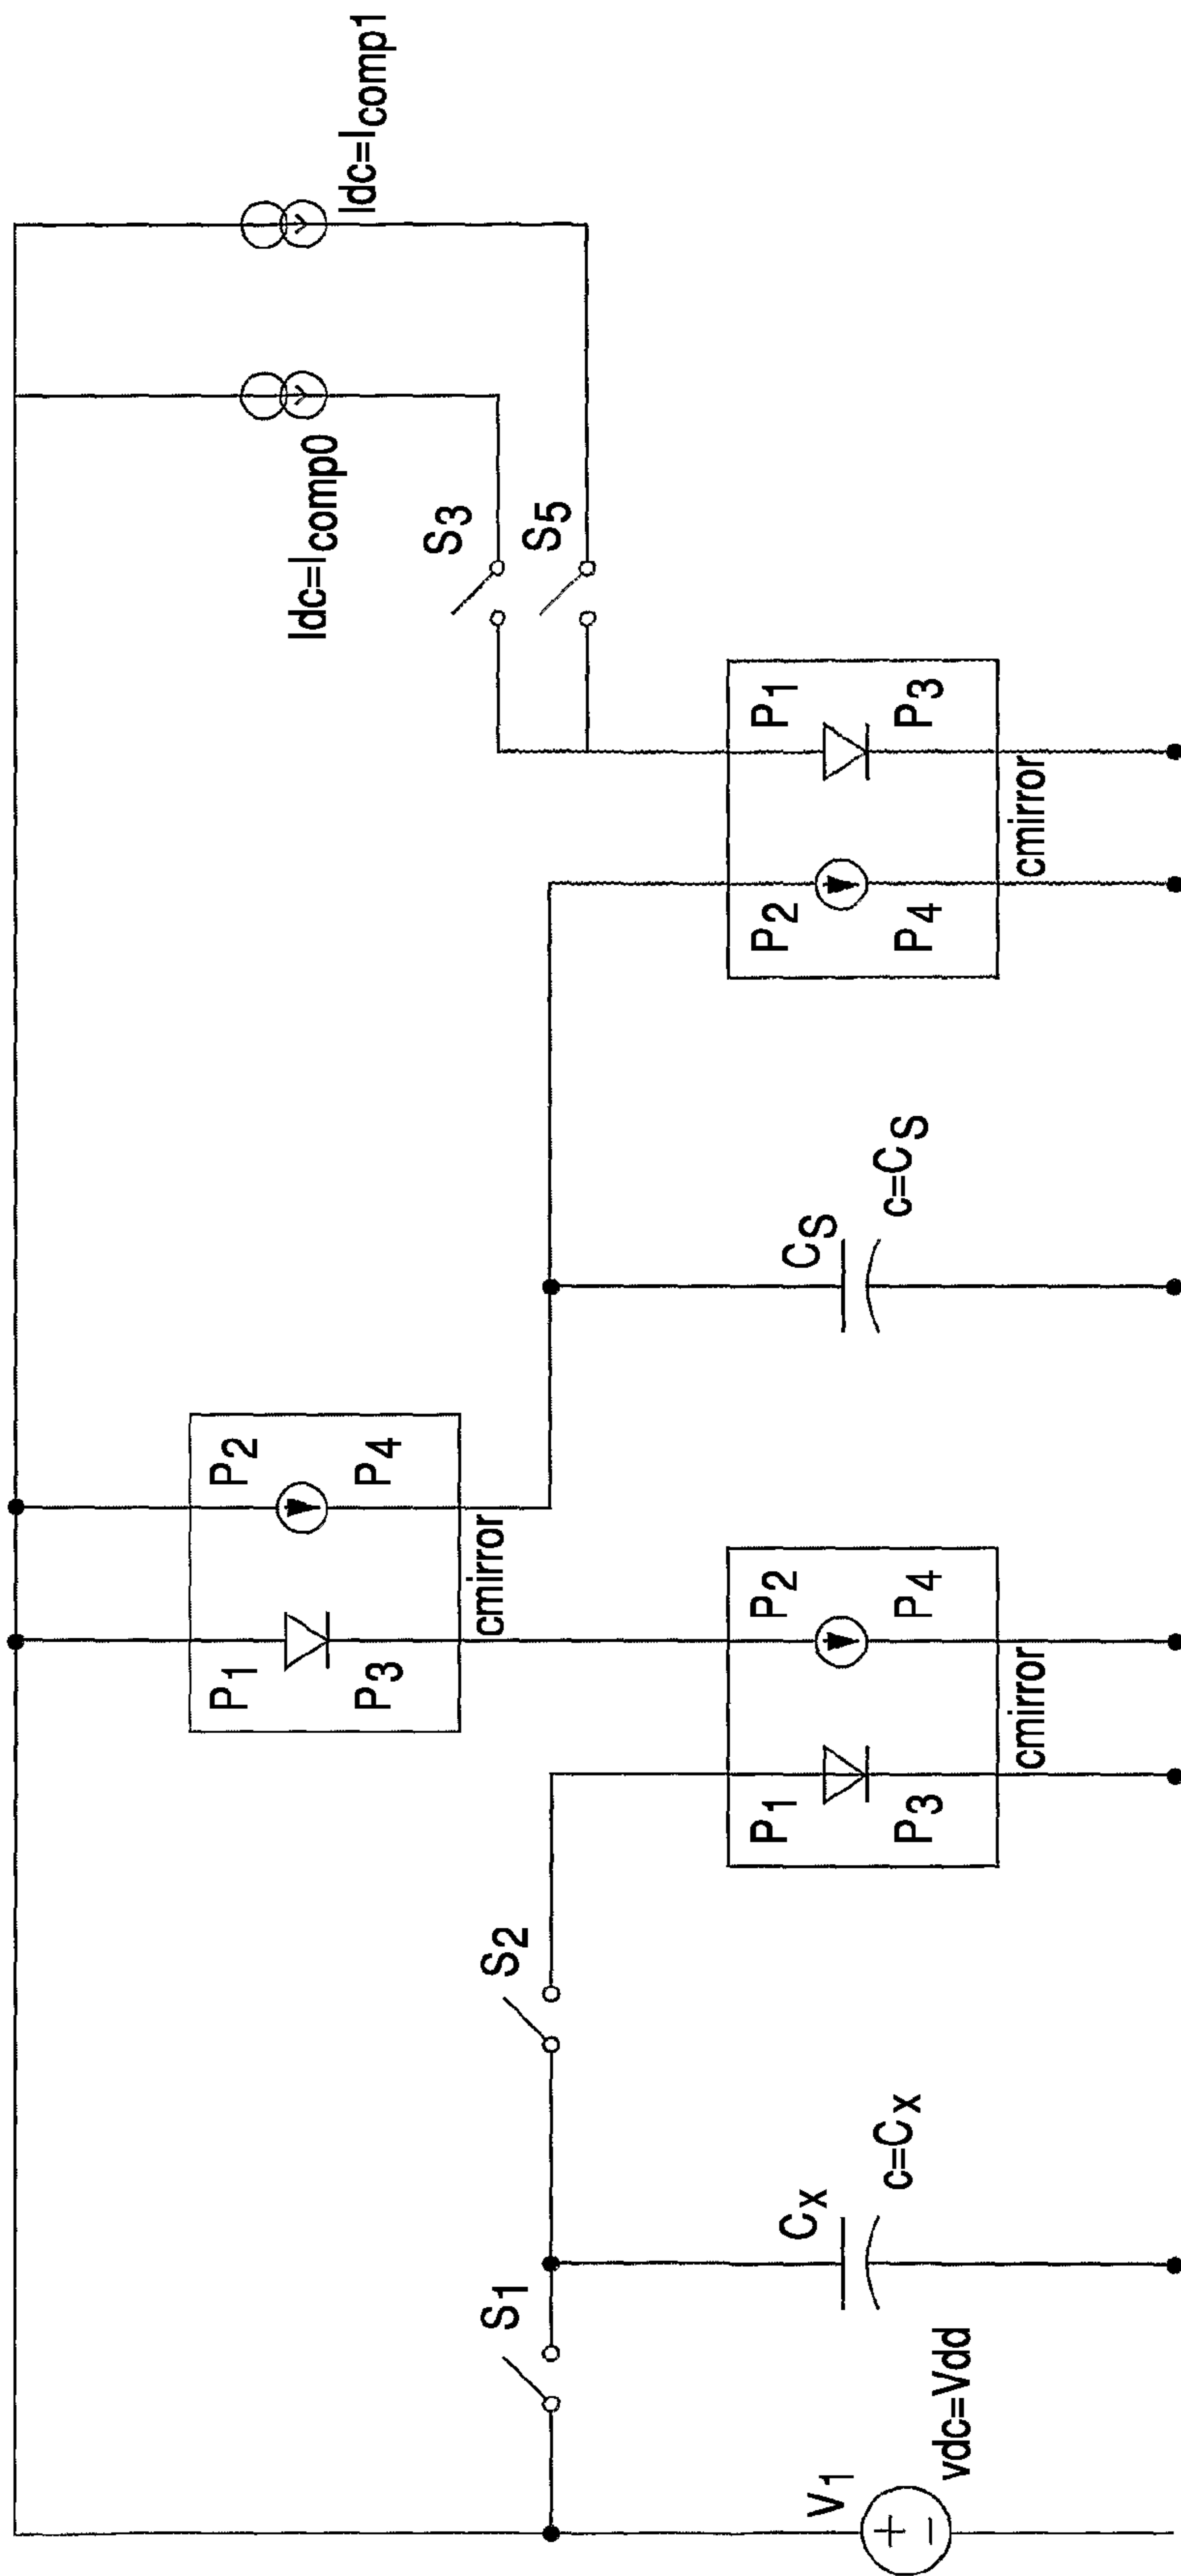 Idc=Icomp1
Idc=Icomp0
S3
S5
P1 P2
P3 P4
cmirror
S1
S2
V1
vdc=Vdd
Cx
c=Cx
P1 P2
P3 P4
cmirror
CS
c=CS
P2 P1
P4 P3
cmirror